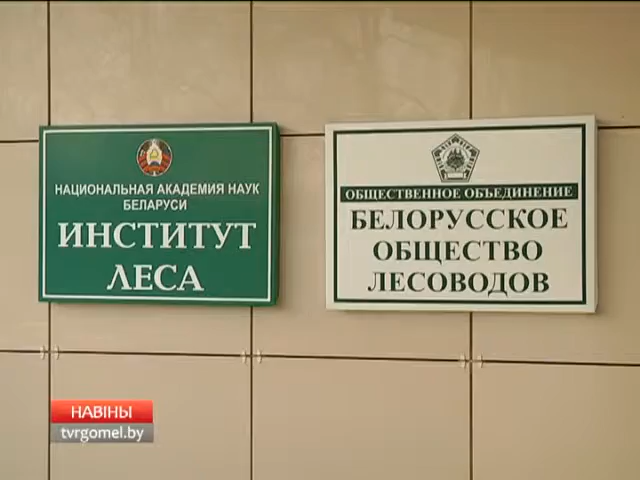 НАЦИОНАЛЬНАЯ АКАДЕМИЯ НАУК
БЕЛАРУСИ
ИНСТИТУТ
ЛЕСА
ОБЩЕСТВЕННОЕ ОБЪЕДИНЕНИЕ
БЕЛОРУССКОЕ
ОБЩЕСТВО
ЛЕСОВОДОВ
НАВІНЫ
tvrgomel.by